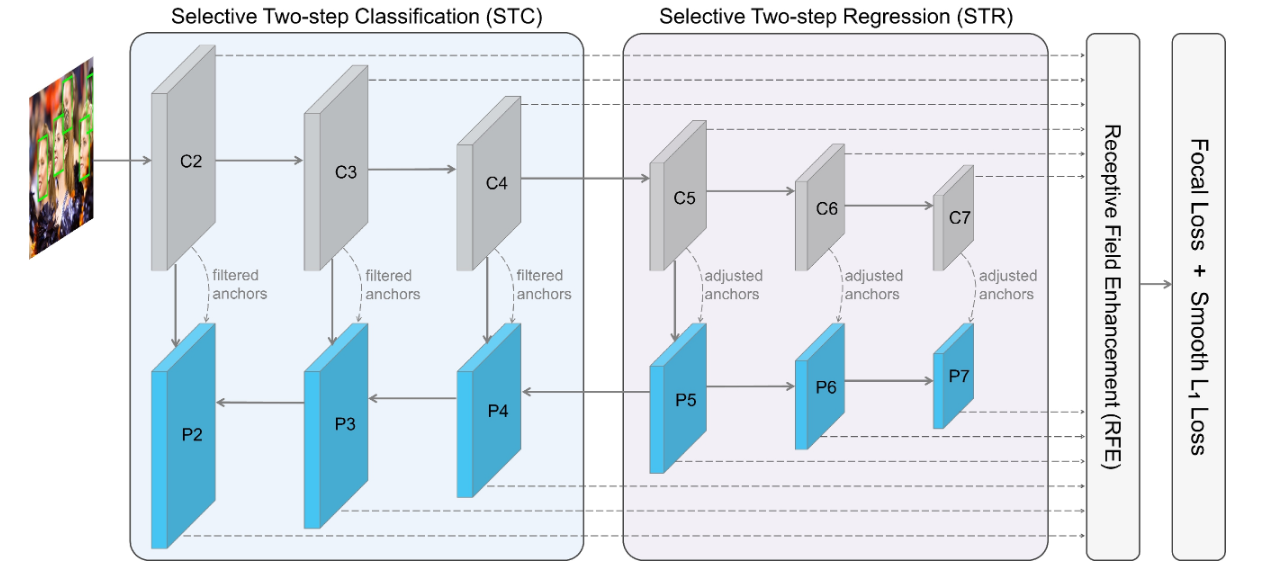 Selective Two-step Classification (STC)
Selective Two-step Regression (STR)
C2
C3
C4
C5
C6
C7
filtered
anchors
filtered
anchors
filtered
anchors
adjusted
anchors
adjusted
anchors
adjusted
anchors
P2
P3
P4
P5
P6
P7
Receptive Field Enhancement (RFE)
Focal Loss + Smooth L1 Loss